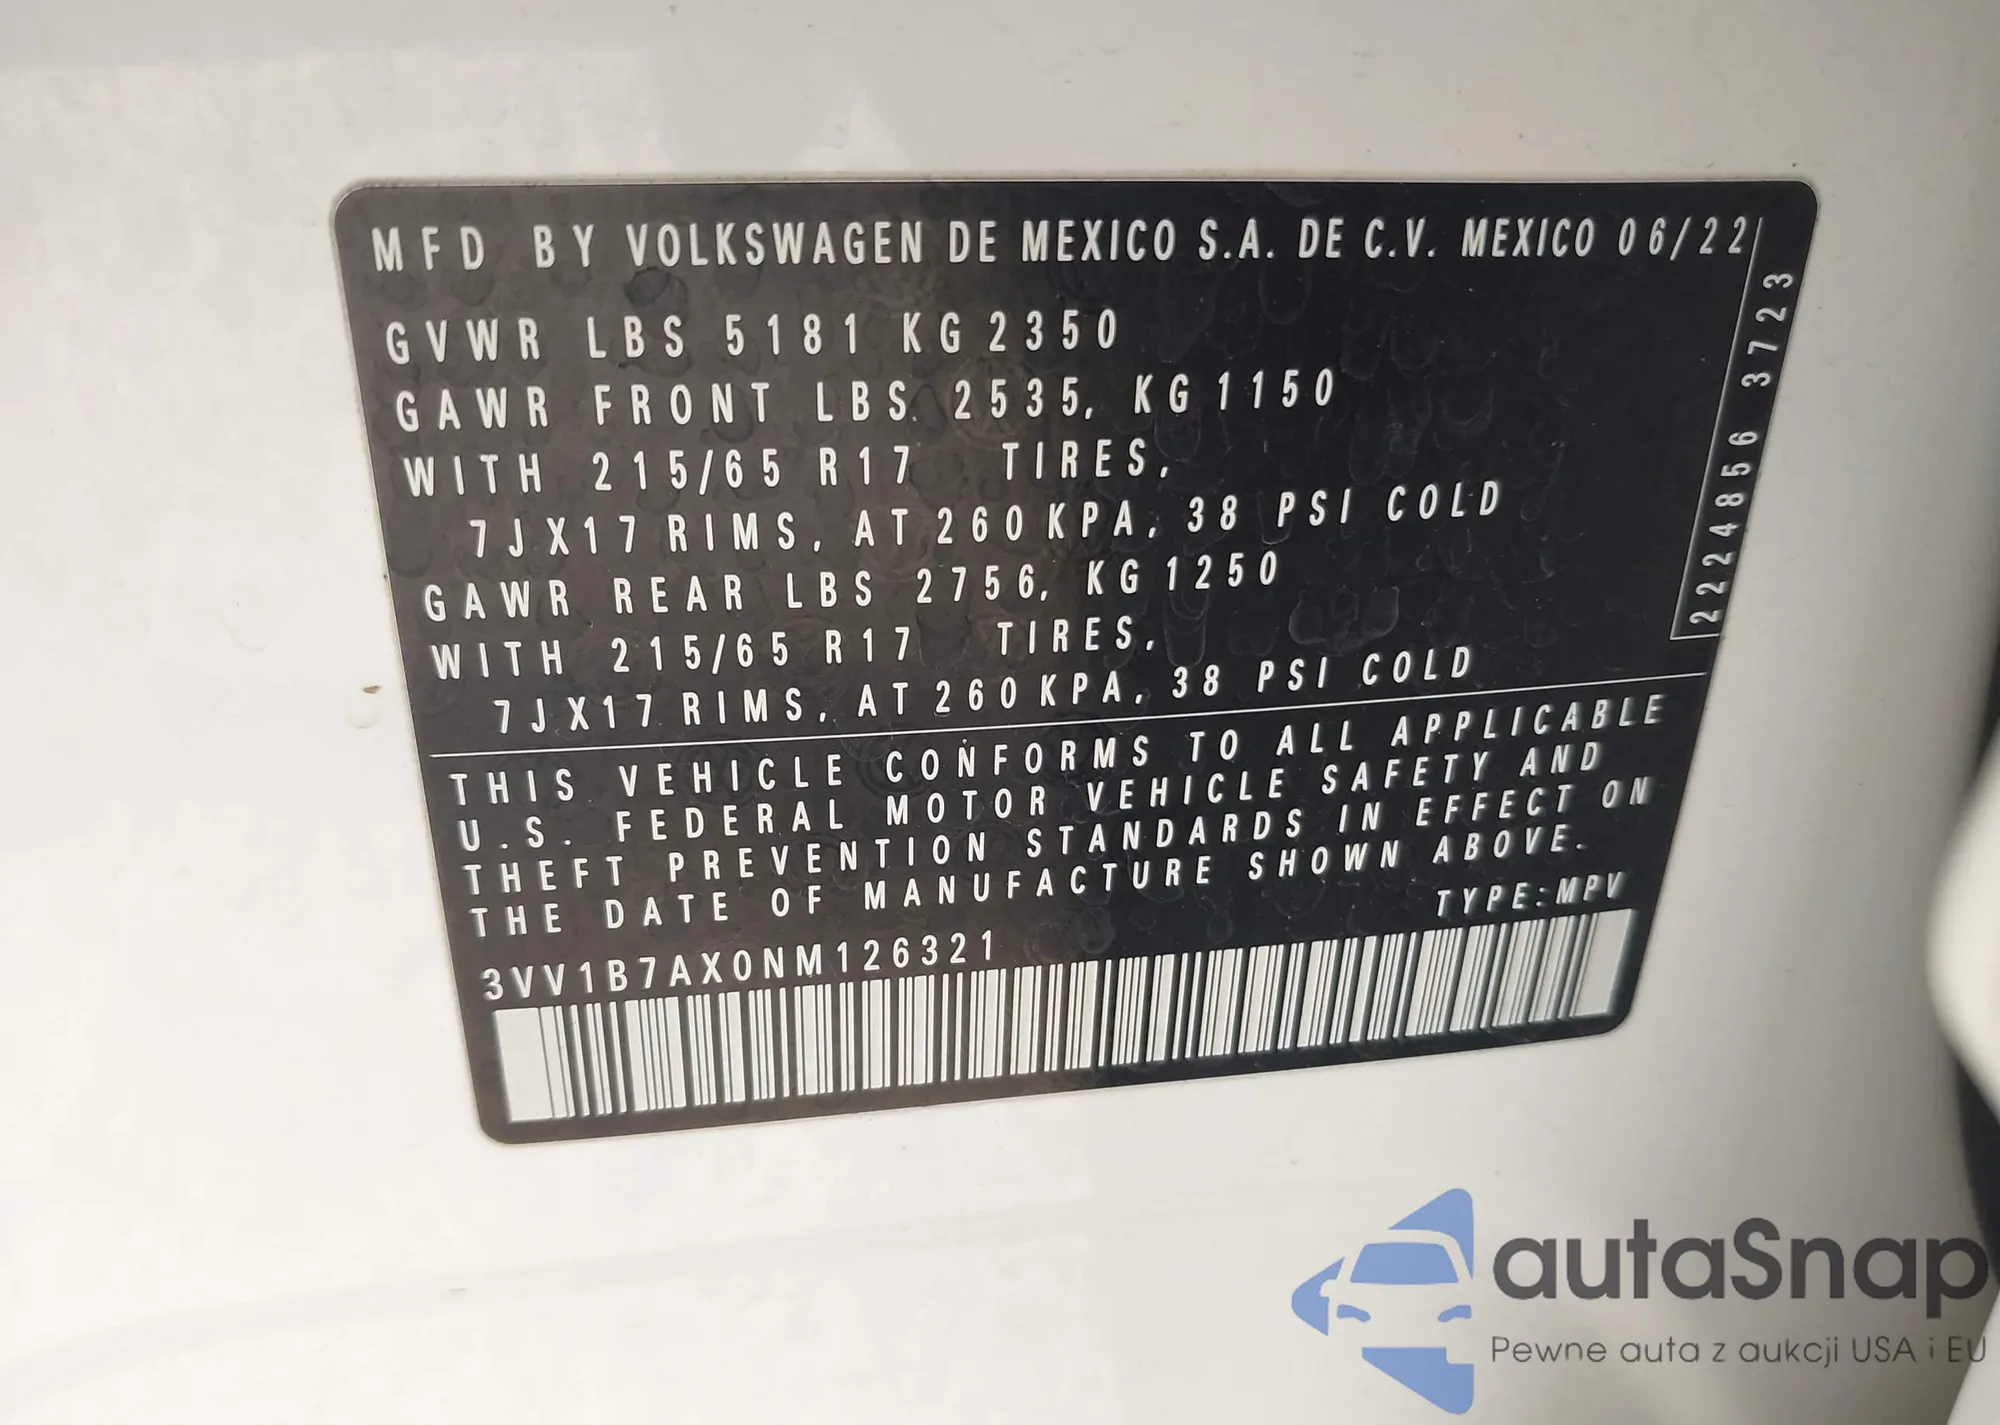 MFD BY VOLKSWAGEN DE MEXICO S.A. DE C.V. MEXICO 06/22
GVWR LBS 5181 KG 2350
GAWR FRONT LBS. 2535, KG 1150
WITH 215/65 R17 TIRES,
7JX17 RIMS, AT 260 KPA, 38 PSI COLD
GAWR REAR LBS 2756, KG 1250
WITH 215/65 R17 TIRES,
7JX17 RIMS, AT 260 KPA, 38 PSI COLD
2224856 3723
THIS VEHICLE CONFORMS TO ALL APPLICABLE
U.S. FEDERAL MOTOR VEHICLE SAFETY AND
THEFT PREVENTION STANDARDS IN EFFECT ON
THE DATE OF MANUFACTURE SHOWN ABOVE.
TYPE:MPV
3VV1B7AX0NM126321
autaSnap
Pewne auta z aukcji USA i EU